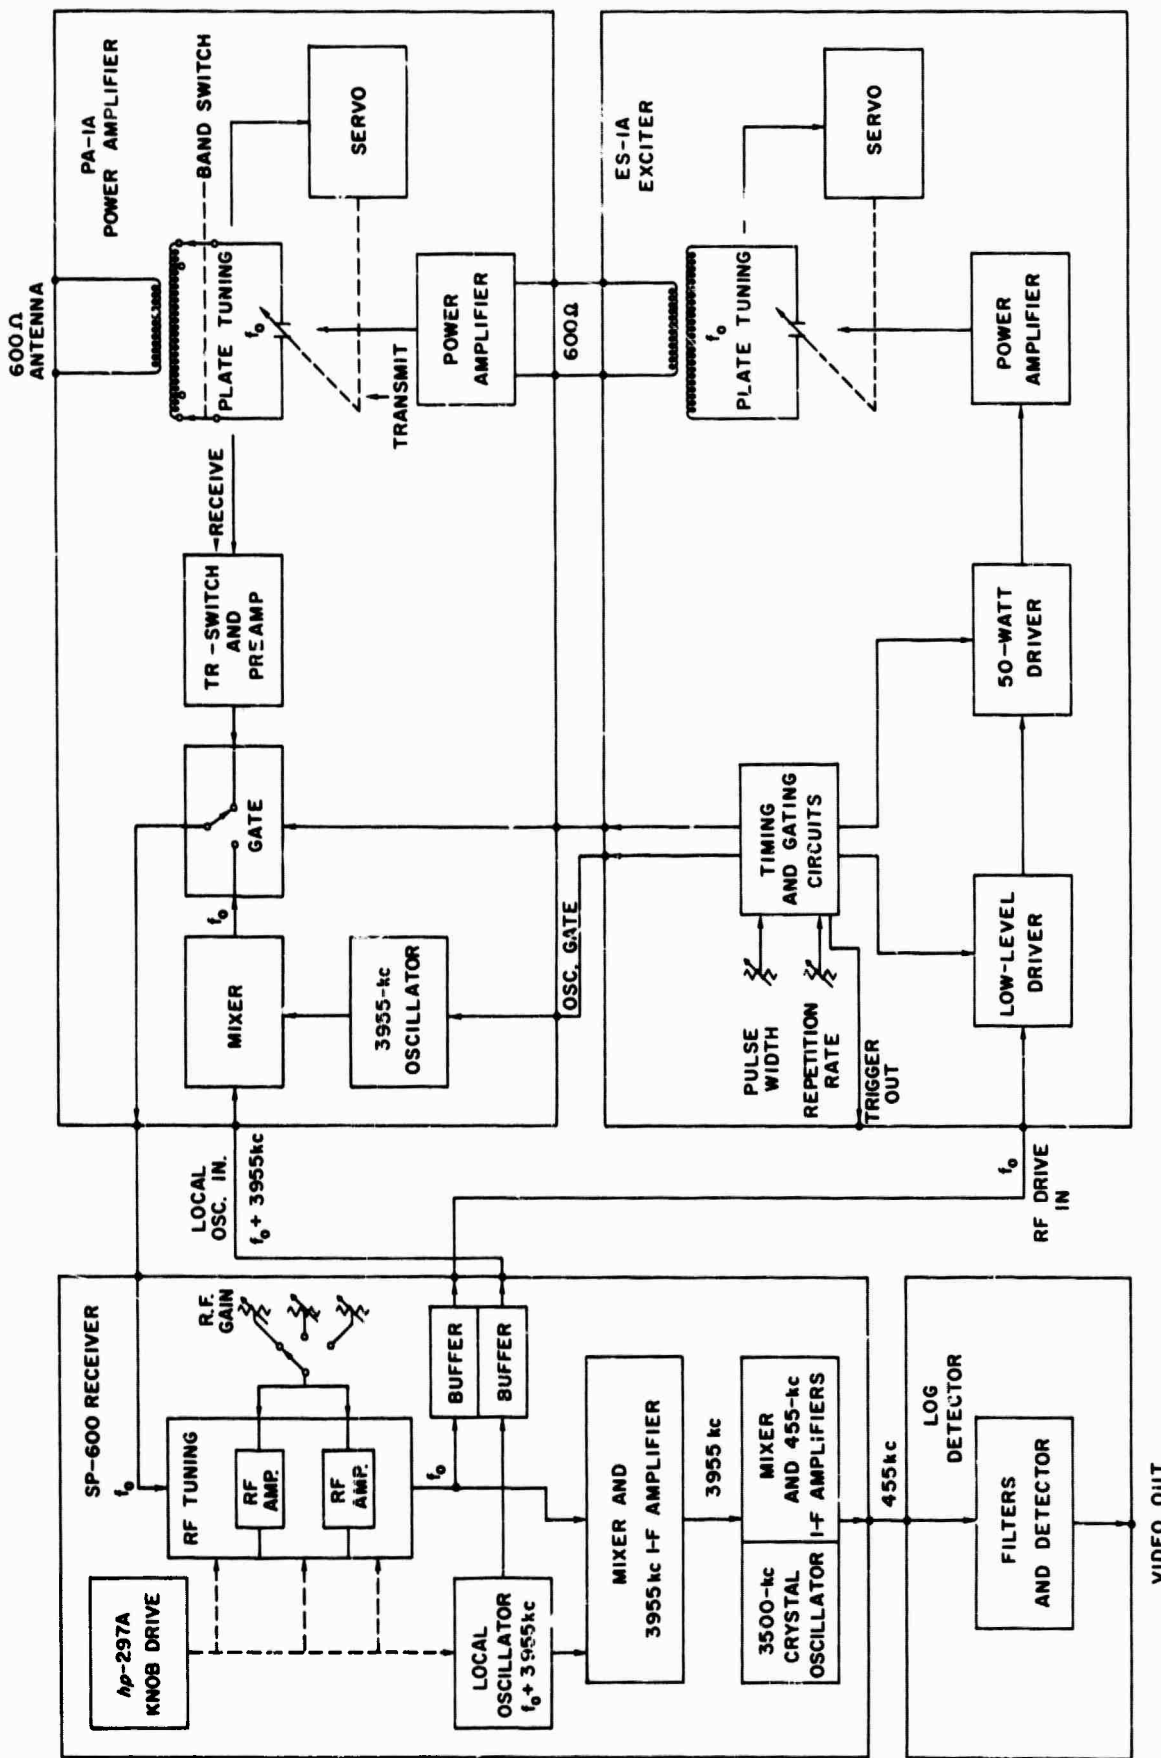 SP-600 RECEIVER
hp-297A
KNOB DRIVE
f₀
RF TUNING
RF
AMP.
RF
AMP.
R.F.
GAIN
f₀
BUFFER
BUFFER
LOCAL
OSCILLATOR
f₀ + 3955kc
MIXER AND
3955kc I-F AMPLIFIER
3955 kc
3500-kc
CRYSTAL
OSCILLATOR
MIXER
AND 455-kc
I-F AMPLIFIERS
455kc
LOG
DETECTOR
FILTERS
AND DETECTOR
VIDEO OUT
LOCAL
OSC. IN.
f₀ + 3955kc
f₀
RF DRIVE
IN
600Ω
ANTENNA
PA-1A
POWER AMPLIFIER
BAND SWITCH
PLATE TUNING
f₀
SERVO
TRANSMIT
RECEIVE
POWER
AMPLIFIER
TR-SWITCH
AND
PREAMP
GATE
f₀
MIXER
3955-kc
OSCILLATOR
OSC. GATE
600Ω
ES-1A
EXCITER
PLATE TUNING
f₀
SERVO
POWER
AMPLIFIER
TIMING
AND GATING
CIRCUITS
PULSE
WIDTH
REPETITION
RATE
TRIGGER
OUT
LOW-LEVEL
DRIVER
50-WATT
DRIVER